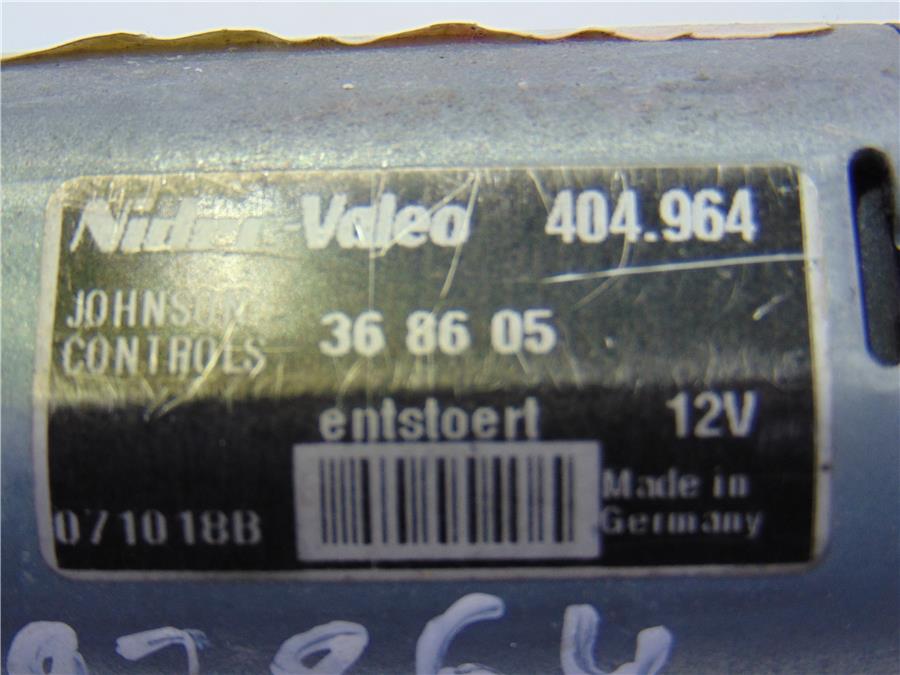 Nidec-Valeo 404.964
JOHNSON
CONTROLS 36 86 05
entstoert 12V
071018B Made in
Germany